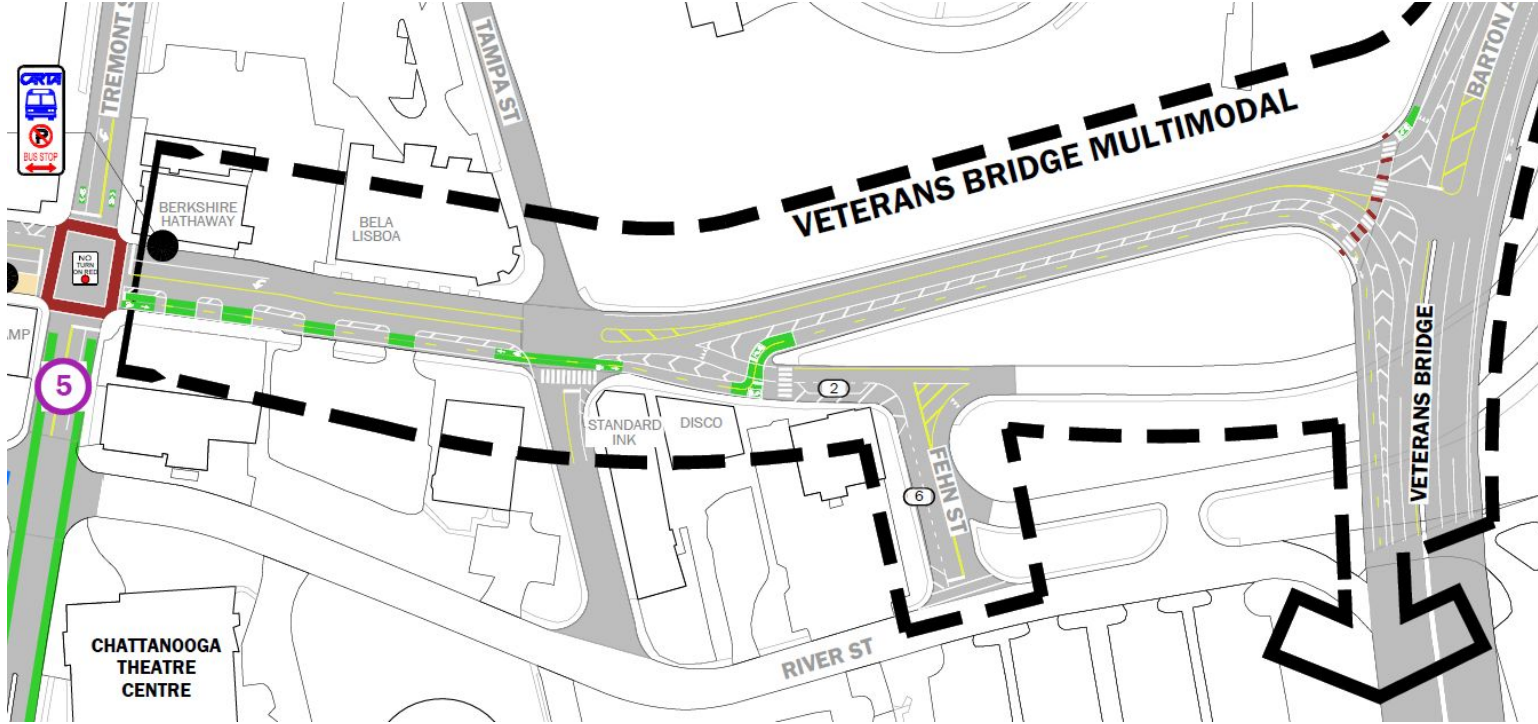 TREMONT S
TAMPA ST
BARTON A
CARTA
P
BUS STOP
VETERANS BRIDGE MULTIMODAL
BERKSHIRE
HATHAWAY
BELA
LISBOA
NO
TURN
ON RED
AMP
5
2
STANDARD
INK
DISCO
VETERANS BRIDGE
FEHN ST
6
CHATTANOOGA
THEATRE
CENTRE
RIVER ST